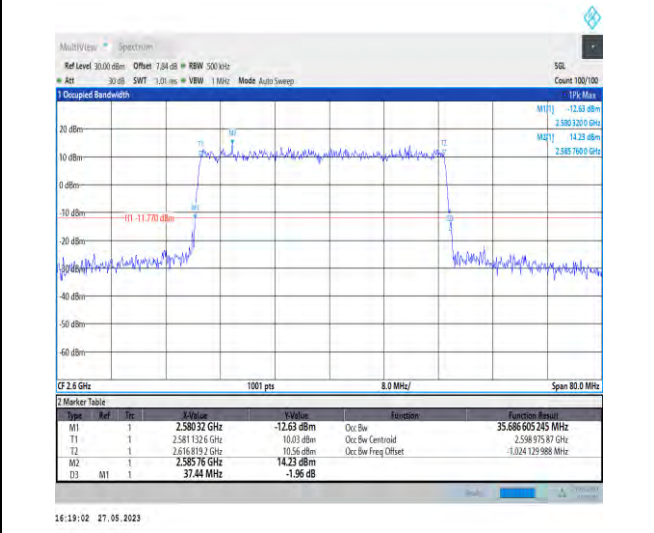 MultiView Spectrum
Ref Level 30.00 dBm Offset 7.84 dB RBW 500 kHz SGL
Att 30 dB SWT 1.01 ms VBW 1 MHz Mode Auto Sweep Count 100/100
1 Occupied Bandwidth 1Pk Max
M1[1] -12.63 dBm
2.580 3200 GHz
M2[1] 14.23 dBm
2.585 7600 GHz
20 dBm
M2
T1 T2
10 dBm
0 dBm
M1
-10 dBm
H1 -11.770 dBm
-20 dBm
-30 dBm
-40 dBm
-50 dBm
-60 dBm
CF 2.6 GHz 1001 pts 8.0 MHz/ Span 80.0 MHz
2 Marker Table
Type Ref Trc X-Value Y-Value Function Function Result
M1 1 2.58032 GHz -12.63 dBm Occ Bw 35.686 605 245 MHz
T1 1 2.581 132 6 GHz 10.03 dBm Occ Bw Centroid 2.598 975 87 GHz
T2 1 2.616 819 2 GHz 10.56 dBm Occ Bw Freq Offset -1.024 129 988 MHz
M2 1 2.585 76 GHz 14.23 dBm
D3 M1 1 37.44 MHz -1.96 dB
16:19:02 27.05.2023